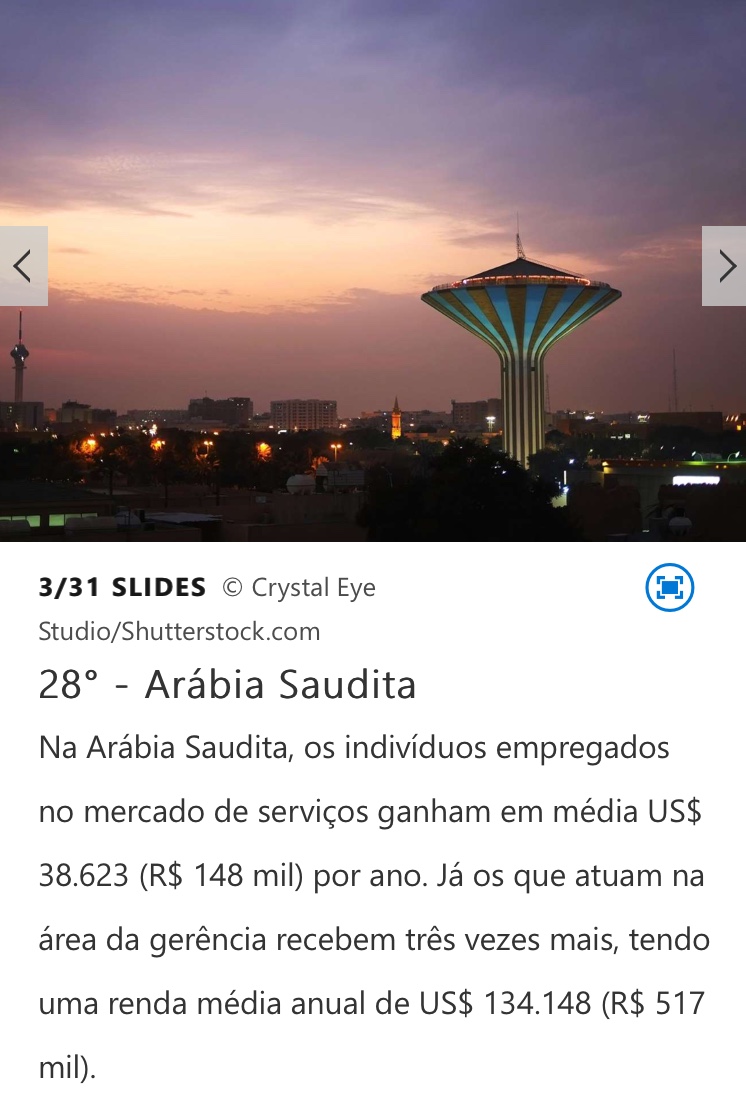 3/31 SLIDES © Crystal Eye
Studio/Shutterstock.com
28° - Arábia Saudita
Na Arábia Saudita, os indivíduos empregados
no mercado de serviços ganham em média US$
38.623 (R$ 148 mil) por ano. Já os que atuam na
área da gerência recebem três vezes mais, tendo
uma renda média anual de US$ 134.148 (R$ 517
mil).